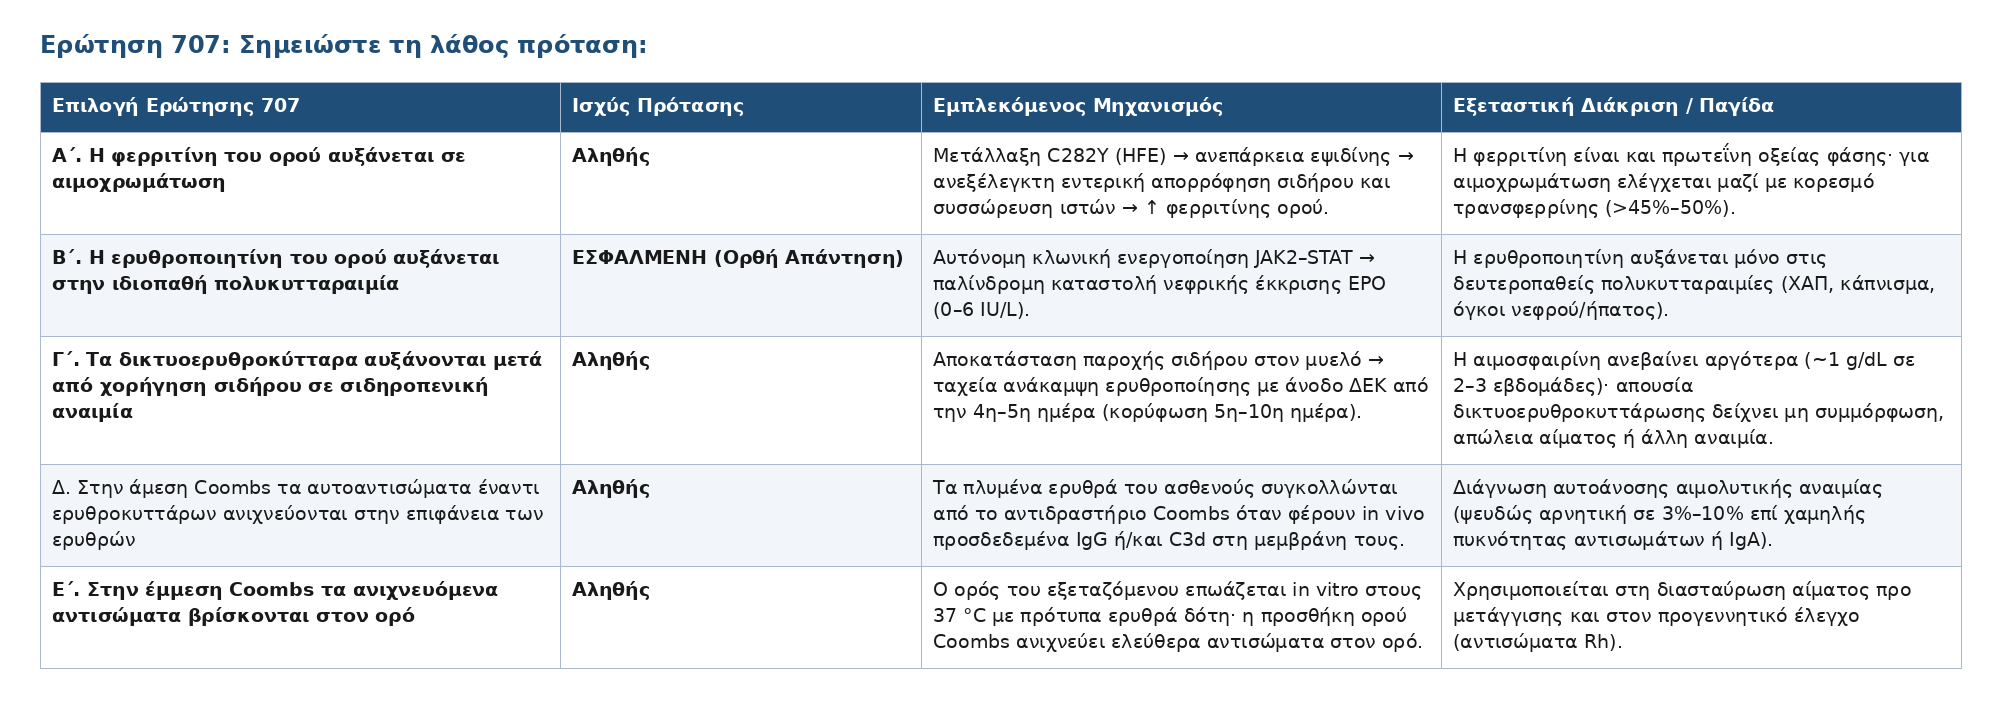 Ερώτηση 707: Σημειώστε τη λάθος πρόταση:
Επιλογή Ερώτησης 707
Ισχύς Πρότασης
Εμπλεκόμενος Μηχανισμός
Εξεταστική Διάκριση / Παγίδα
Α΄. Η φερριτίνη του ορού αυξάνεται σε
αιμοχρωμάτωση
Αληθής
Μετάλλαξη C282Y (HFE) → ανεπάρκεια εψιδίνης →
ανεξέλεγκτη εντερική απορρόφηση σιδήρου και
συσσώρευση ιστών → ↑ φερριτίνης ορού.
Η φερριτίνη είναι και πρωτεΐνη οξείας φάσης· για
αιμοχρωμάτωση ελέγχεται μαζί με κορεσμό
τρανσφερρίνης (>45%–50%).
Β΄. Η ερυθροποιητίνη του ορού αυξάνεται
στην ιδιοπαθή πολυκυτταραιμία
ΕΣΦΑΛΜΕΝΗ (Ορθή Απάντηση)
Αυτόνομη κλωνική ενεργοποίηση JAK2–STAT →
παλίνδρομη καταστολή νεφρικής έκκρισης EPO
(0–6 IU/L).
Η ερυθροποιητίνη αυξάνεται μόνο στις
δευτεροπαθείς πολυκυτταραιμίες (ΧΑΠ, κάπνισμα,
όγκοι νεφρού/ήπατος).
Γ΄. Τα δικτυοερυθροκύτταρα αυξάνονται μετά
από χορήγηση σιδήρου σε σιδηροπενική
αναιμία
Αληθής
Αποκατάσταση παροχής σιδήρου στον μυελό →
ταχεία ανάκαμψη ερυθροποίησης με άνοδο ΔΕΚ από
την 4η–5η ημέρα (κορύφωση 5η–10η ημέρα).
Η αιμοσφαιρίνη ανεβαίνει αργότερα (~1 g/dL σε
2–3 εβδομάδες)· απουσία
δικτυοερυθροκυττάρωσης δείχνει μη συμμόρφωση,
απώλεια αίματος ή άλλη αναιμία.
Δ. Στην άμεση Coombs τα αυτοαντισώματα έναντι
ερυθροκυττάρων ανιχνεύονται στην επιφάνεια των
ερυθρών
Αληθής
Τα πλυμένα ερυθρά του ασθενούς συγκολλώνται
από το αντιδραστήριο Coombs όταν φέρουν in vivo
προσδεδεμένα IgG ή/και C3d στη μεμβράνη τους.
Διάγνωση αυτοάνοσης αιμολυτικής αναιμίας
(ψευδώς αρνητική σε 3%–10% επί χαμηλής
πυκνότητας αντισωμάτων ή IgA).
Ε΄. Στην έμμεση Coombs τα ανιχνευόμενα
αντισώματα βρίσκονται στον ορό
Αληθής
Ο ορός του εξεταζόμενου επωάζεται in vitro στους
37 °C με πρότυπα ερυθρά δότη· η προσθήκη ορού
Coombs ανιχνεύει ελεύθερα αντισώματα στον ορό.
Χρησιμοποιείται στη διασταύρωση αίματος προ
μετάγγισης και στον προγεννητικό έλεγχο
(αντισώματα Rh).